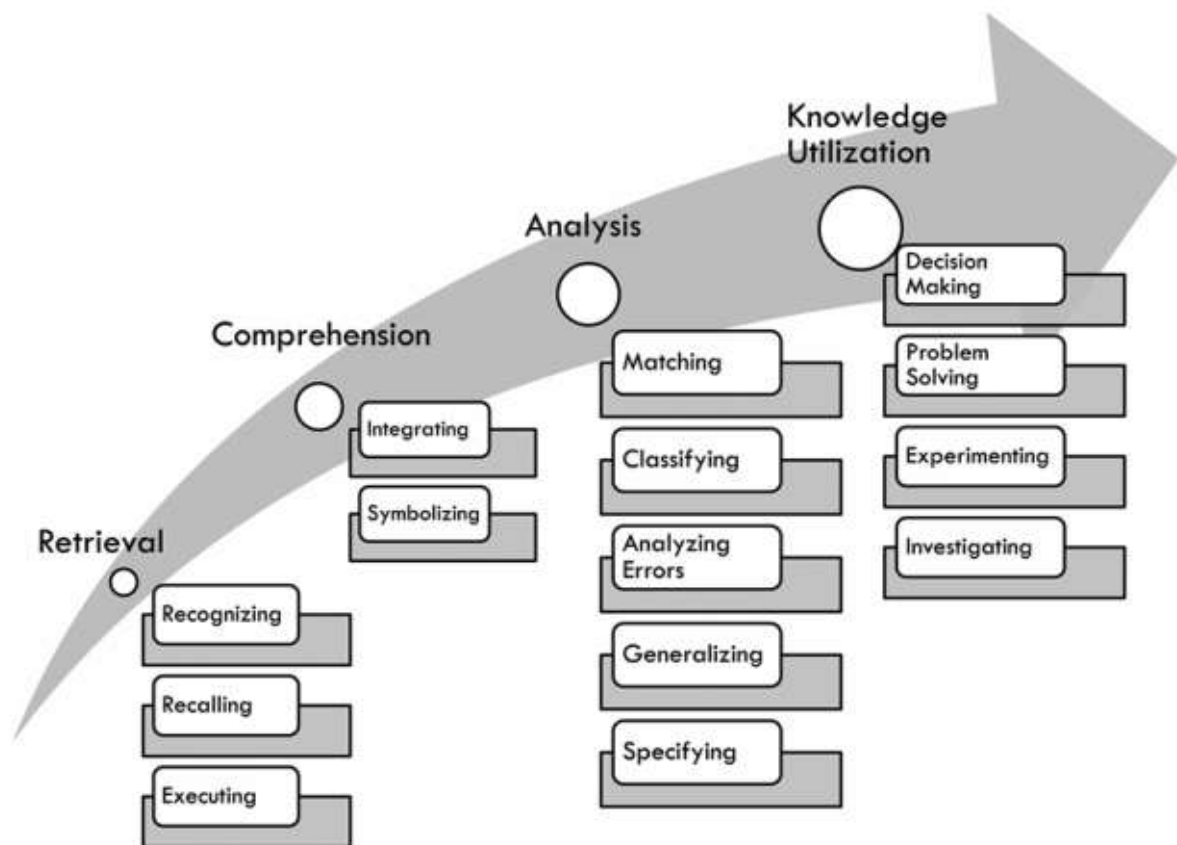 Knowledge
Utilization
Analysis
Comprehension
Retrieval
Recognizing
Recalling
Executing
Integrating
Symbolizing
Matching
Classifying
Analyzing
Errors
Generalizing
Specifying
Decision
Making
Problem
Solving
Experimenting
Investigating